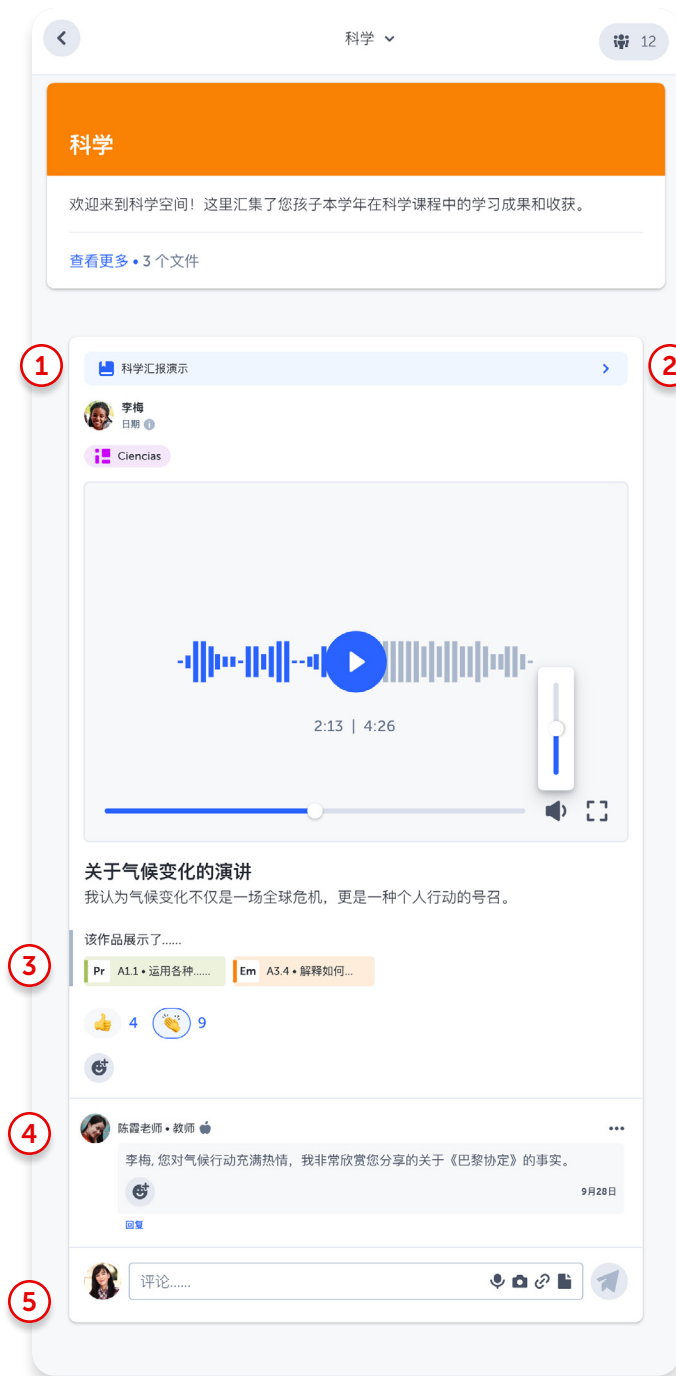 科学
12
科学
欢迎来到科学空间！这里汇集了您孩子本学年在科学课程中的学习成果和收获。
查看更多 • 3 个文件
1
科学汇报演示
2
李梅
日期
Ciencias
2:13 | 4:26
关于气候变化的演讲
我认为气候变化不仅是一场全球危机，更是一种个人行动的号召。
该作品展示了......
3
Pr A1.1 • 运用各种...... Em A3.4 • 解释如何...
4 9
4
陈霞老师 • 教师
李梅, 您对气候行动充满热情，我非常欣赏您分享的关于《巴黎协定》的事实。
9月28日
回复
评论......
5